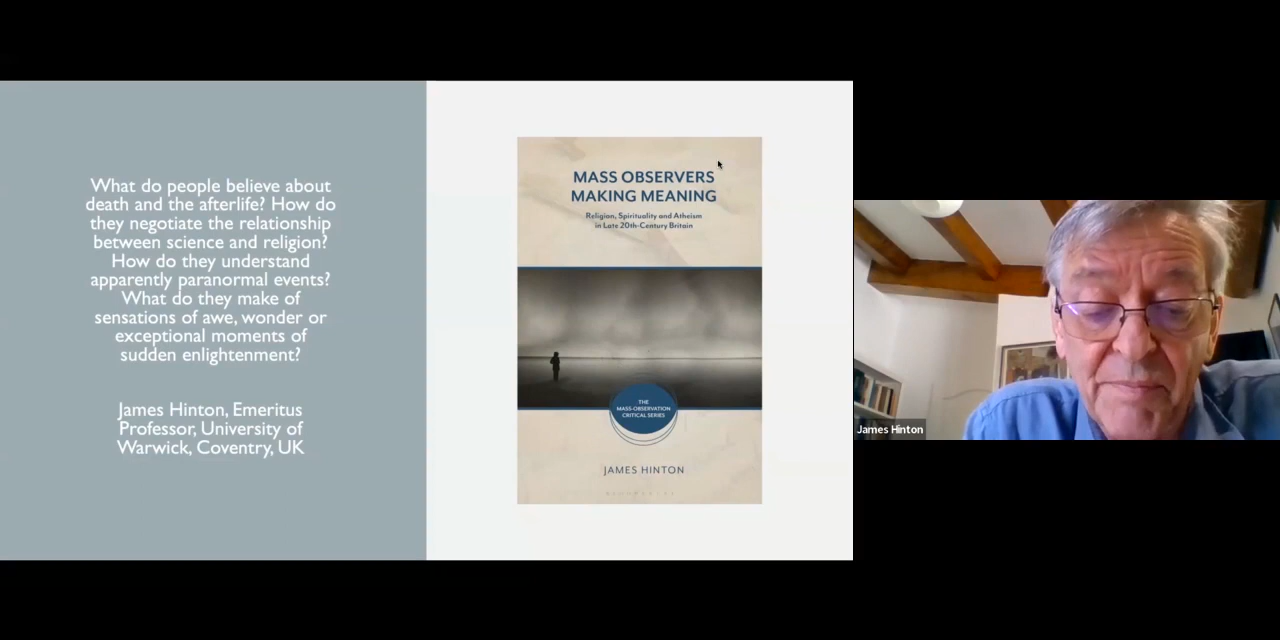 What do people believe about
death and the afterlife? How do
they negotiate the relationship
between science and religion?
How do they understand
apparently paranormal events?
What do they make of
sensations of awe, wonder or
exceptional moments of
sudden enlightenment?
James Hinton, Emeritus
Professor, University of
Warwick, Coventry, UK
MASS OBSERVERS
MAKING MEANING
Religion, Spirituality and Atheism
in Late 20th-Century Britain
THE
MASS-OBSERVATION
CRITICAL SERIES
JAMES HINTON
James Hinton